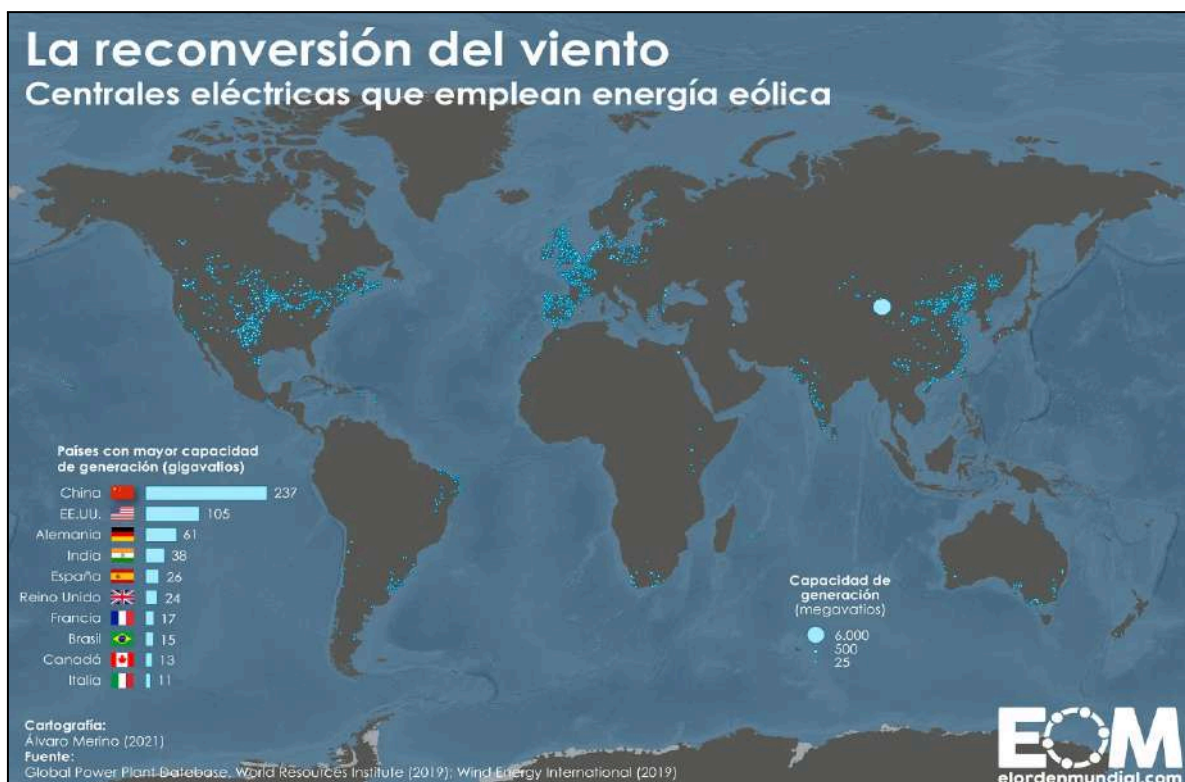 La reconversión del viento
Centrales eléctricas que emplean energía eólica
Países con mayor capacidad
de generación (gigavatios)
China 237
EE.UU. 105
Alemania 61
India 38
España 26
Reino Unido 24
Francia 17
Brasil 15
Canadá 13
Italia 11
Capacidad de
generación
(megavatios)
6.000
500
25
Cartografía:
Álvaro Merino (2021)
Fuente:
Global Power Plant Datebase, World Resources Institute (2019); Wind Energy International (2019)
EOM
elordenmundial.com